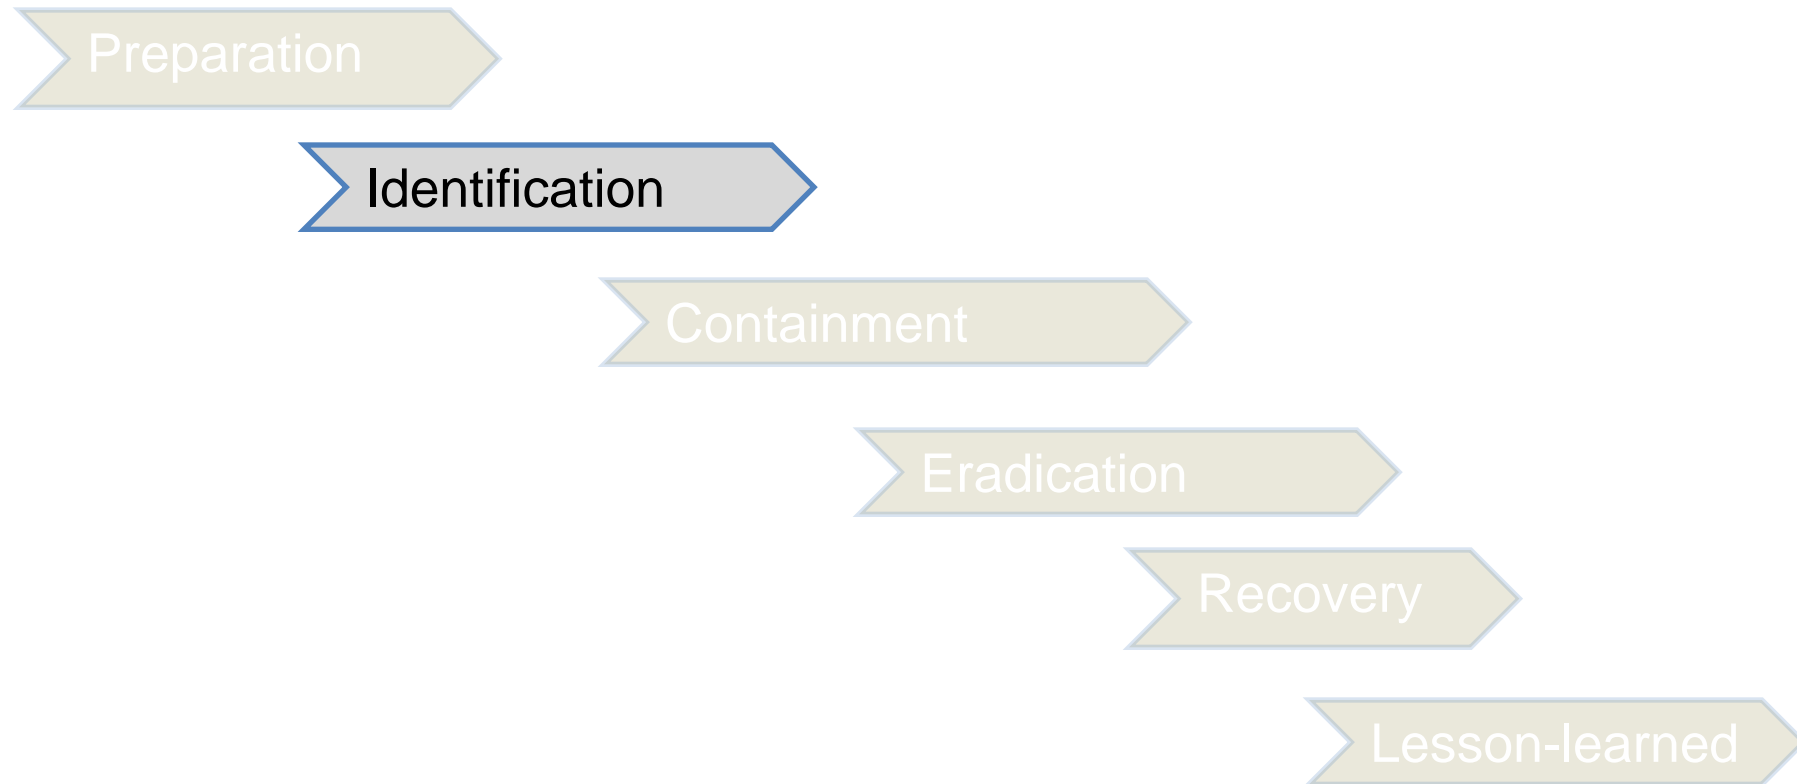 Preparation
Identification
Containment
Eradication
Recovery
Lesson-learned